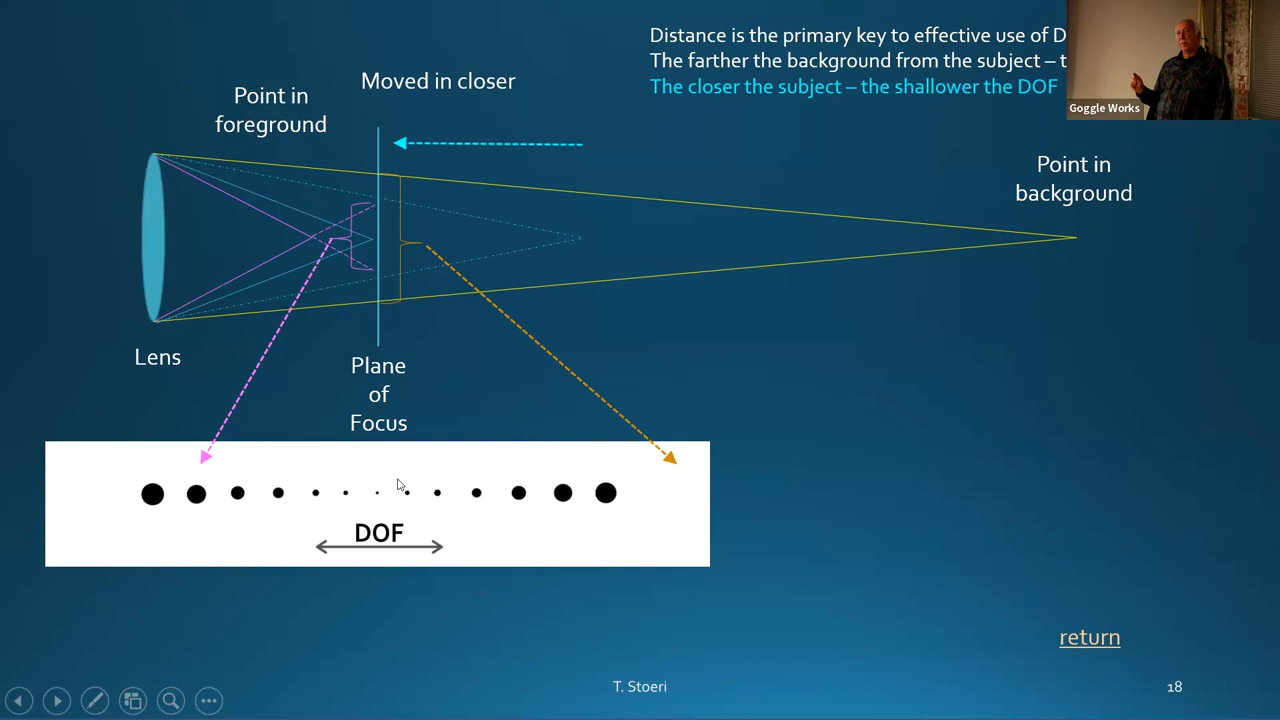 Distance is the primary key to effective use of
The farther the background from the subject –
The closer the subject – the shallower the DOF
Goggle Works
Moved in closer
Point in
foreground
Point in
background
Lens
Plane
of
Focus
DOF
return
T. Stoeri
18